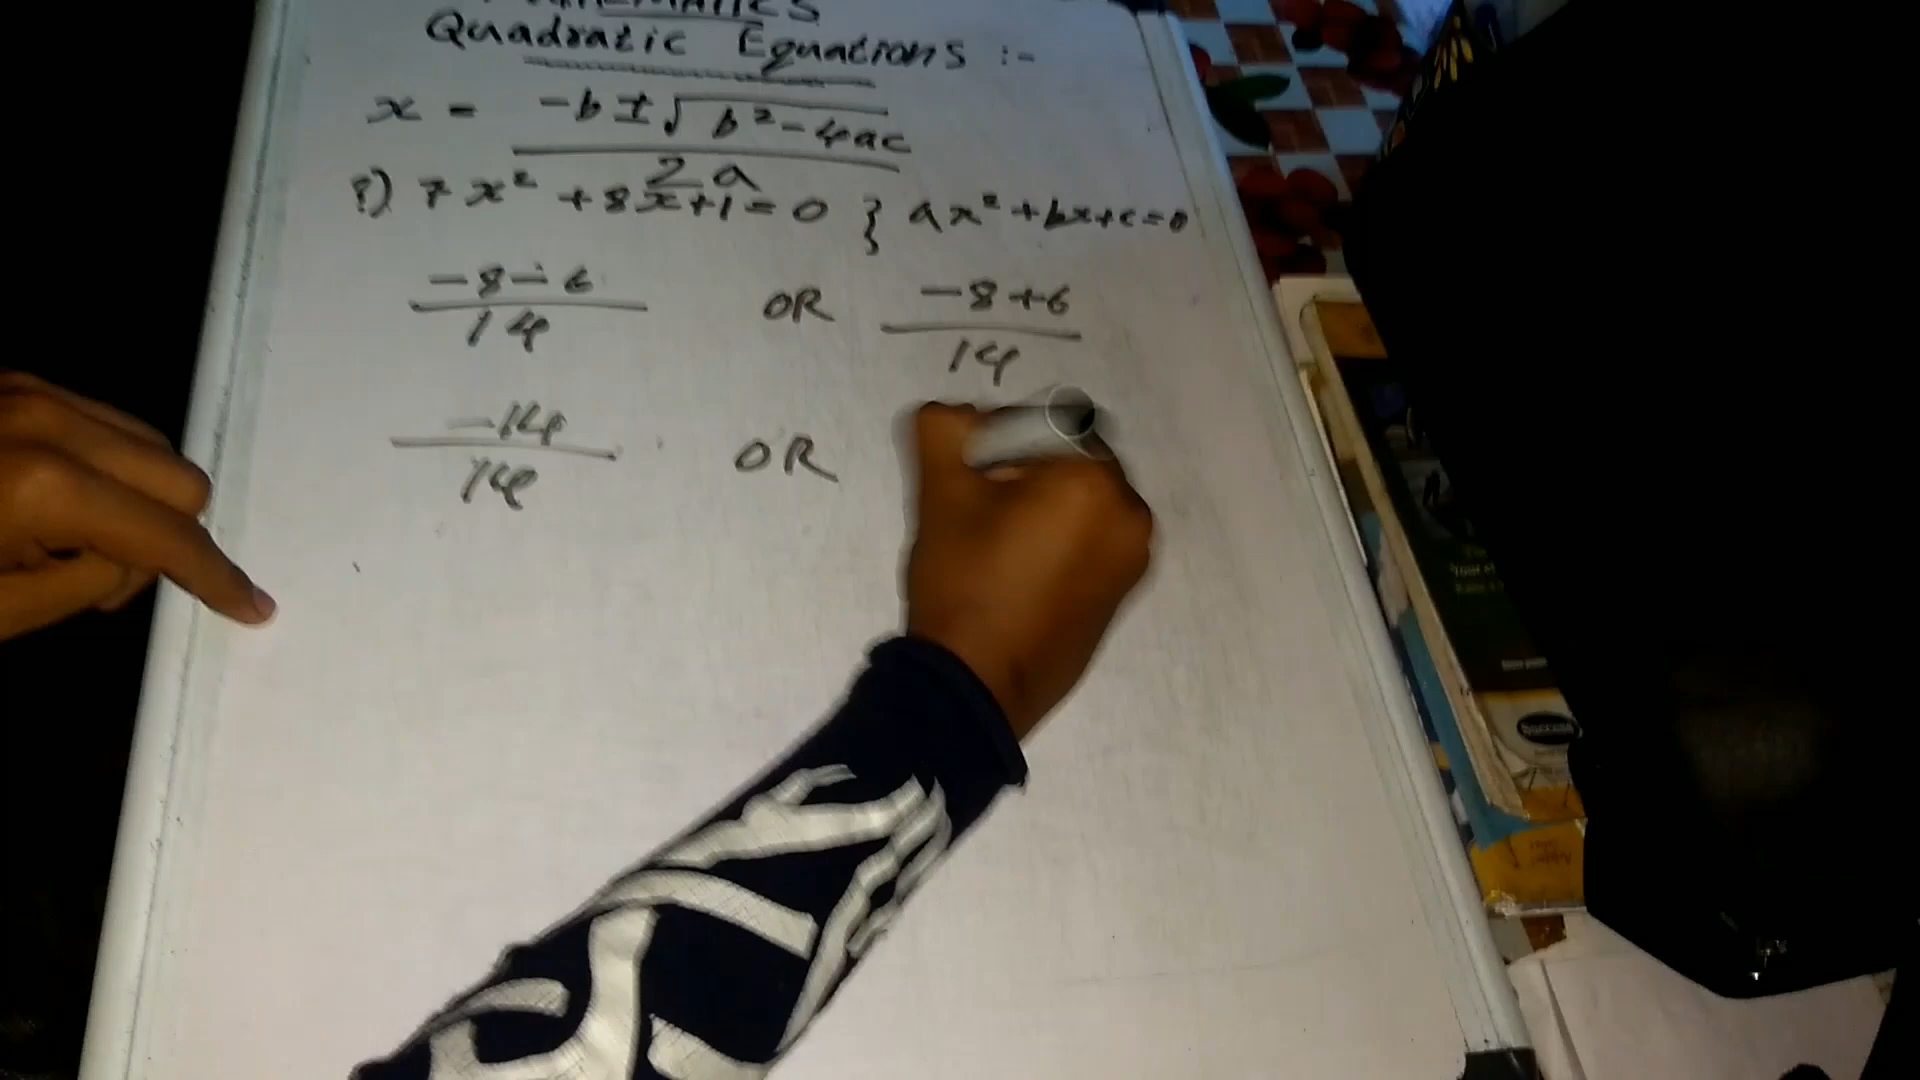 Quadratic Equations :-
x = -b ± √b² - 4ac
2a
i) 7x² + 8x + 1 = 0 } ax² + bx + c = 0
-8 - 6 OR -8 + 6
14 14
-14 OR
14
Success